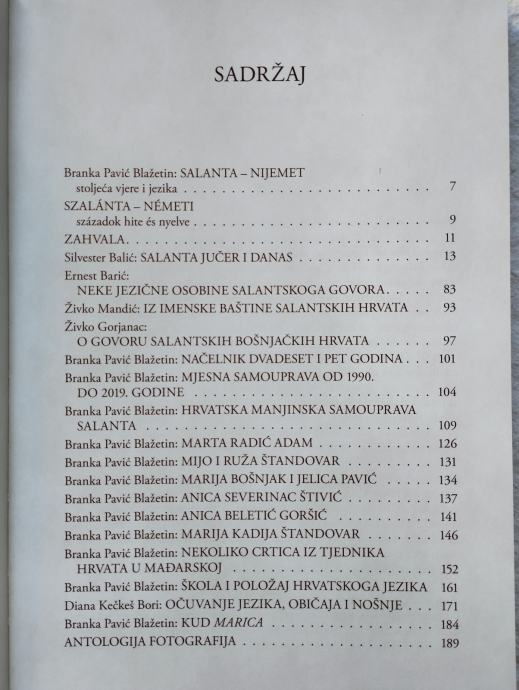 SADRŽAJ
Branka Pavić Blažetin: SALANTA – NIJEMET
stoljeća vjere i jezika . . . . . . . . . . . . . . . . . . . . . . . . . 7
SZALÁNTA – NÉMETI
századok hite és nyelve . . . . . . . . . . . . . . . . . . . . . . . . 9
ZAHVALA. . . . . . . . . . . . . . . . . . . . . . . . . . . . . . 11
Silvester Balić: SALANTA JUČER I DANAS . . . . . . . . . . . . . . 13
Ernest Barić:
NEKE JEZIČNE OSOBINE SALANTSKOGA GOVORA. . . . . 83
Živko Mandić: IZ IMENSKE BAŠTINE SALANTSKIH HRVATA . . 93
Živko Gorjanac:
O GOVORU SALANTSKIH BOŠNJAČKIH HRVATA . . . . . . 97
Branka Pavić Blažetin: NAČELNIK DVADESET I PET GODINA . . . 101
Branka Pavić Blažetin: MJESNA SAMOUPRAVA OD 1990.
DO 2019. GODINE . . . . . . . . . . . . . . . . . . . . . . . . 104
Branka Pavić Blažetin: HRVATSKA MANJINSKA SAMOUPRAVA
SALANTA . . . . . . . . . . . . . . . . . . . . . . . . . . . . 109
Branka Pavić Blažetin: MARTA RADIĆ ADAM . . . . . . . . . . . 126
Branka Pavić Blažetin: MIJO I RUŽA ŠTANDOVAR . . . . . . . . 131
Branka Pavić Blažetin: MARIJA BOŠNJAK I JELICA PAVIĆ . . . . . 134
Branka Pavić Blažetin: ANICA SEVERINAC ŠTIVIĆ . . . . . . . . . 137
Branka Pavić Blažetin: ANICA BELETIĆ GORŠIĆ . . . . . . . . . 141
Branka Pavić Blažetin: MARIJA KADIJA ŠTANDOVAR . . . . . . . 146
Branka Pavić Blažetin: NEKOLIKO CRTICA IZ TJEDNIKA
HRVATA U MAĐARSKOJ . . . . . . . . . . . . . . . . . . . . . 152
Branka Pavić Blažetin: ŠKOLA I POLOŽAJ HRVATSKOGA JEZIKA 161
Diana Kečkeš Bori: OČUVANJE JEZIKA, OBIČAJA I NOŠNJE . . . 171
Branka Pavić Blažetin: KUD MARICA . . . . . . . . . . . . . . . . 184
ANTOLOGIJA FOTOGRAFIJA . . . . . . . . . . . . . . . . . . . 189